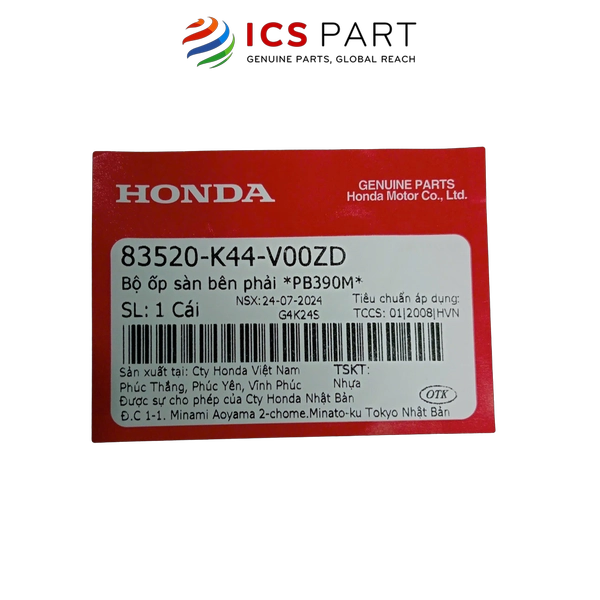 ICS PART
GENUINE PARTS, GLOBAL REACH
HONDA
GENUINE PARTS
Honda Motor Co., Ltd.
83520-K44-V00ZD
Bộ ốp sàn bên phải *PB390M*
NSX:24-07-2024
Tiêu chuẩn áp dụng:
SL: 1 Cái
G4K24S
TCCS: 01|2008|HVN
Sản xuất tại: Cty Honda Việt Nam
TSKT:
Phúc Thắng, Phúc Yên, Vĩnh Phúc
Nhựa
Được sự cho phép của Cty Honda Nhật Bản
OTK
Đ.C 1-1. Minami Aoyama 2-chome.Minato-ku Tokyo Nhật Bản